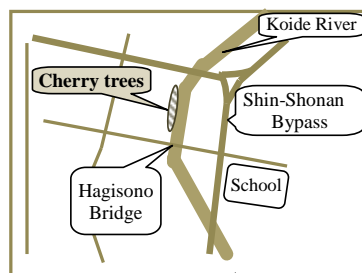 Koide River
Cherry trees
Shin-Shonan
Bypass
Hagisono
Bridge
School